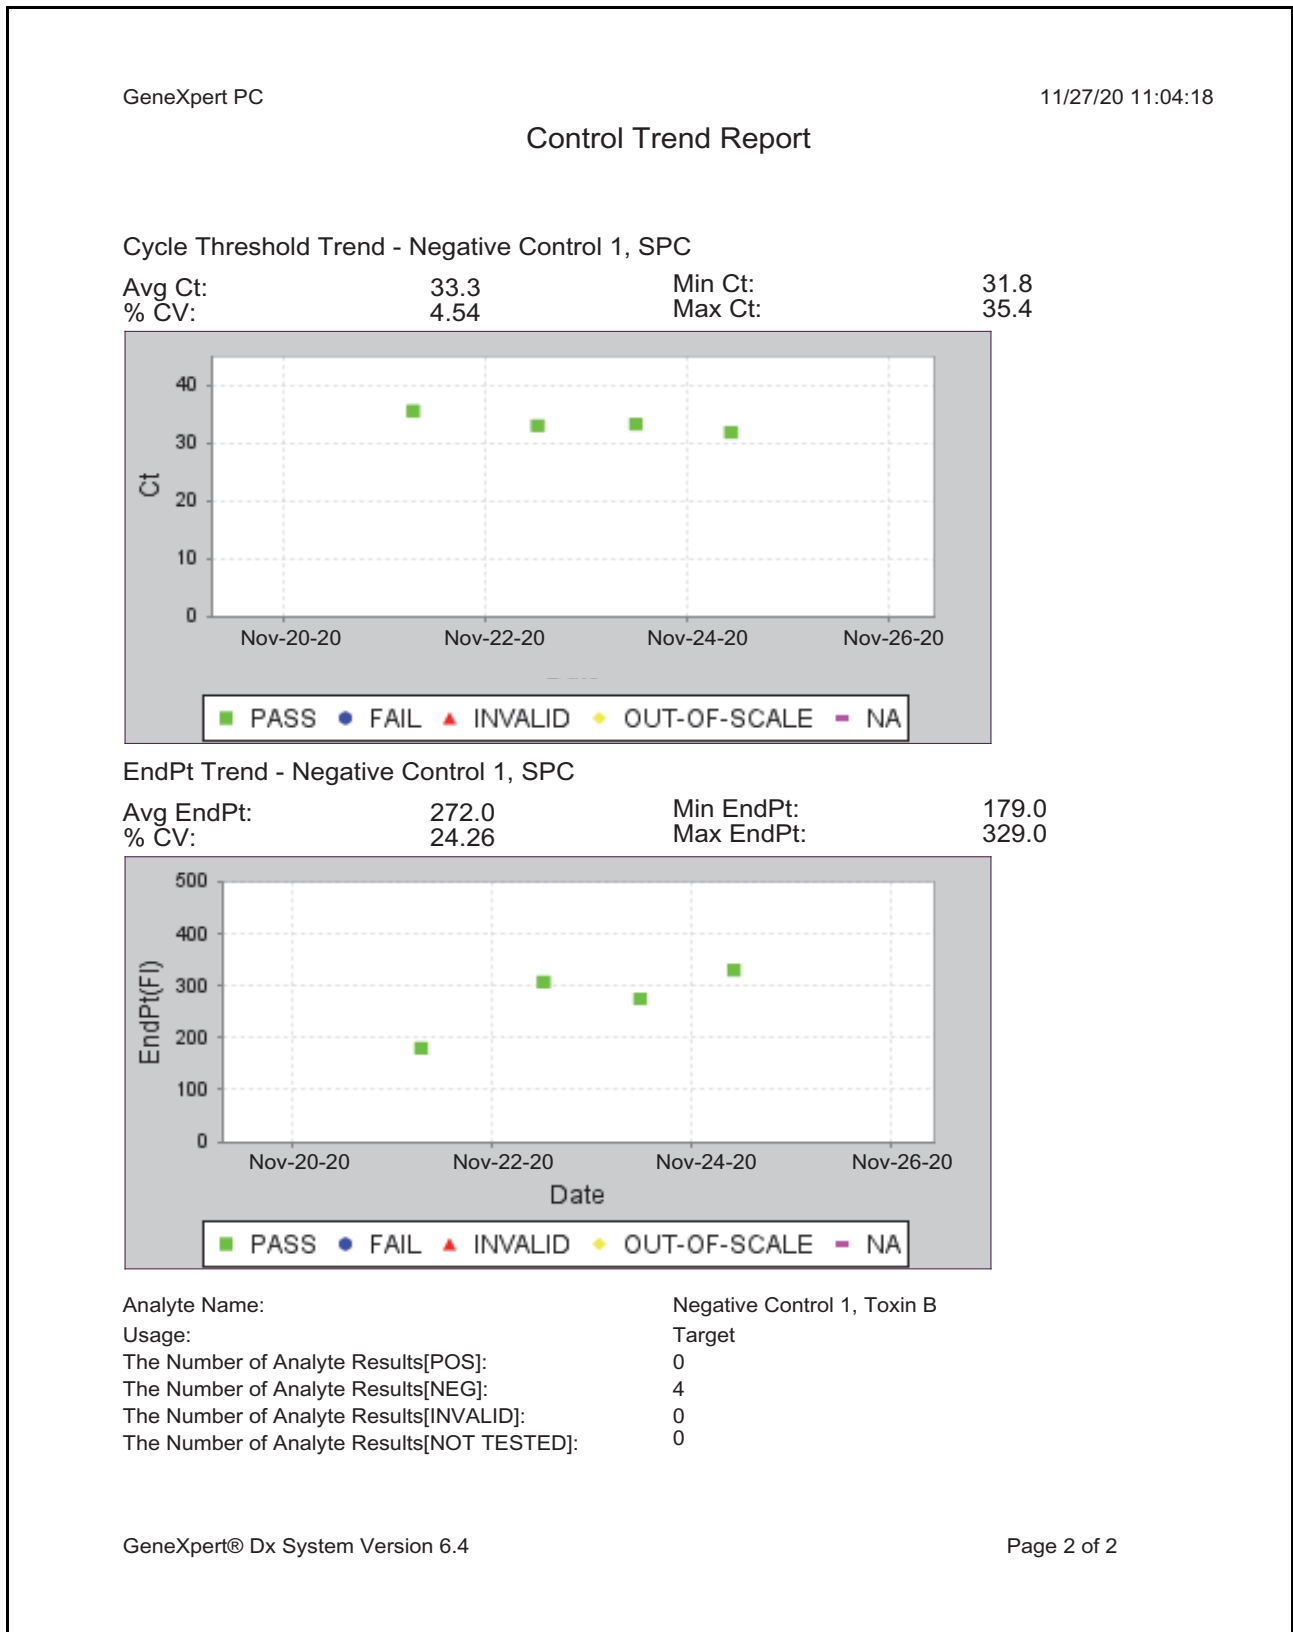 GeneXpert PC 11/27/20 11:04:18
Control Trend Report
Cycle Threshold Trend - Negative Control 1, SPC
Avg Ct: 33.3 Min Ct: 31.8
% CV: 4.54 Max Ct: 35.4
40
30
20
10
0
Ct
Nov-20-20 Nov-22-20 Nov-24-20 Nov-26-20
PASS FAIL INVALID OUT-OF-SCALE NA
EndPt Trend - Negative Control 1, SPC
Avg EndPt: 272.0 Min EndPt: 179.0
% CV: 24.26 Max EndPt: 329.0
500
400
300
200
100
0
EndPt(Fl)
Nov-20-20 Nov-22-20 Nov-24-20 Nov-26-20
Date
PASS FAIL INVALID OUT-OF-SCALE NA
Analyte Name: Negative Control 1, Toxin B
Usage: Target
The Number of Analyte Results[POS]: 0
The Number of Analyte Results[NEG]: 4
The Number of Analyte Results[INVALID]: 0
The Number of Analyte Results[NOT TESTED]: 0
GeneXpert® Dx System Version 6.4 Page 2 of 2